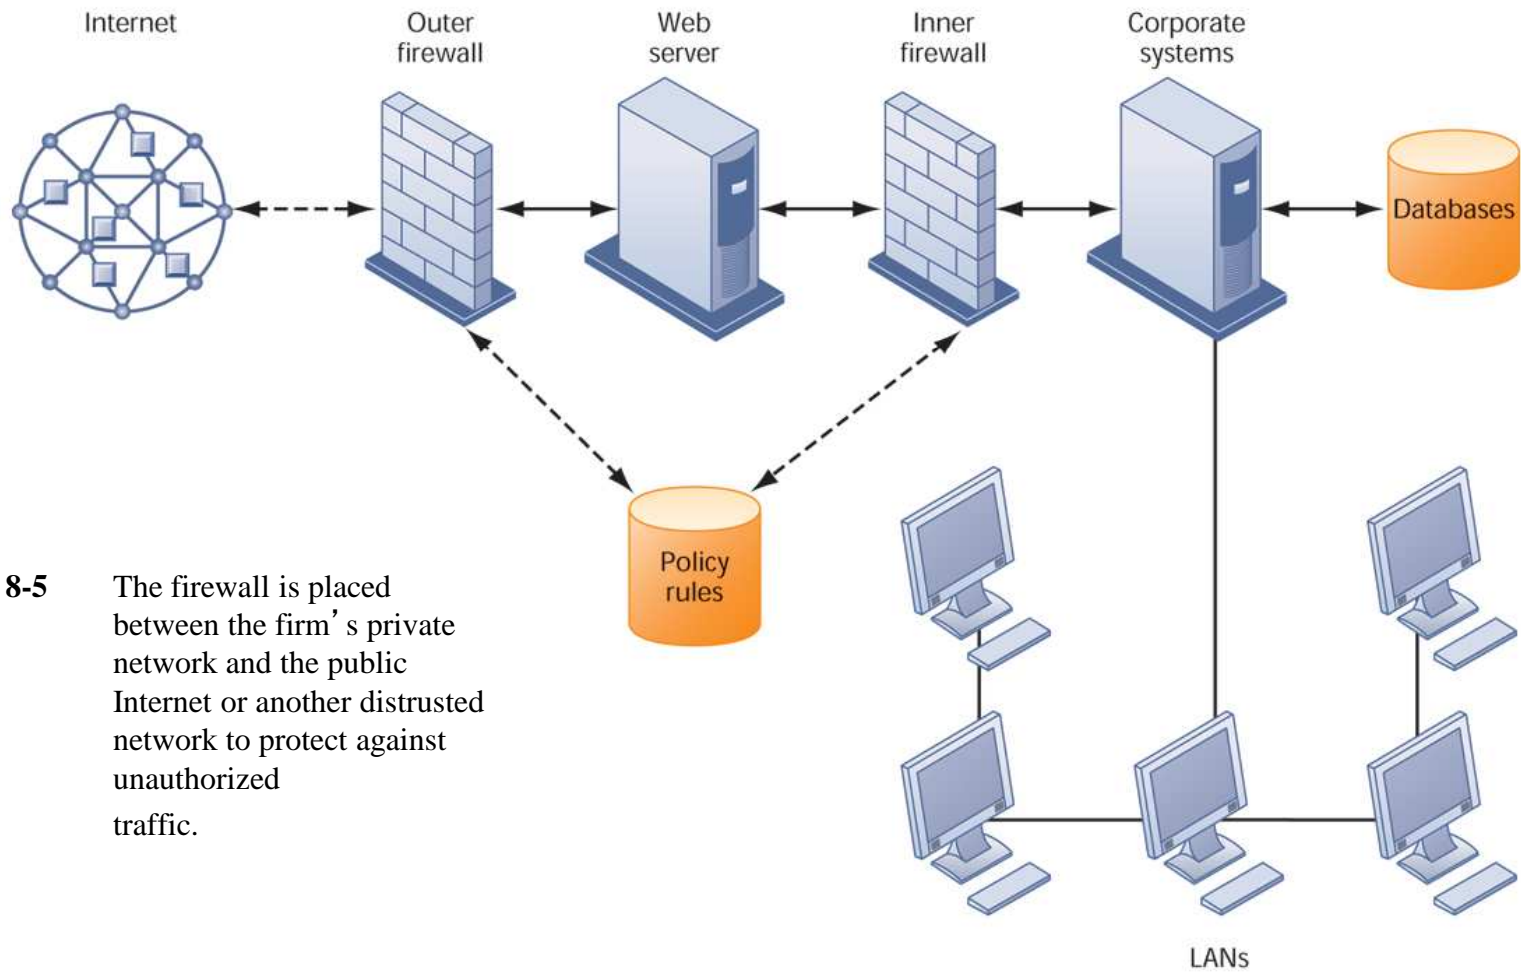 Internet
Outer
firewall
Web
server
Inner
firewall
Corporate
systems
Databases
Policy
rules
8-5 The firewall is placed
between the firm’s private
network and the public
Internet or another distrusted
network to protect against
unauthorized
traffic.
LANs